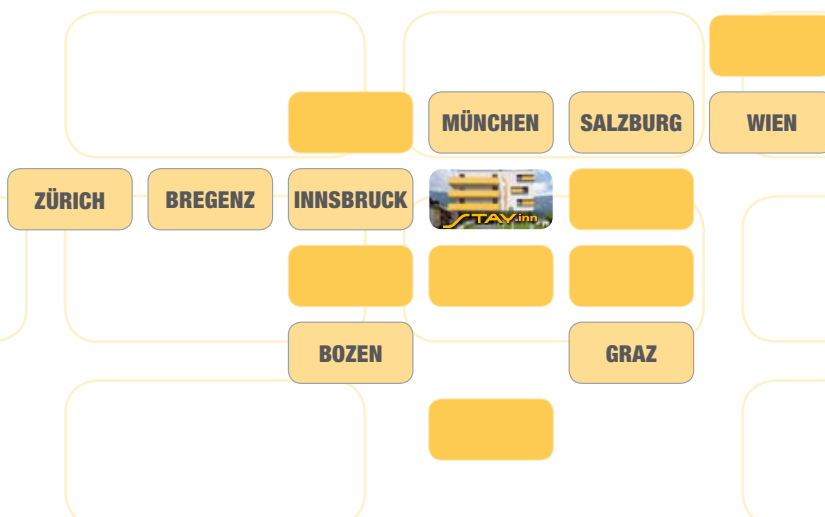 MÜNCHEN
SALZBURG
WIEN
ZÜRICH
BREGENZ
INNSBRUCK
STAY.inn
BOZEN
GRAZ